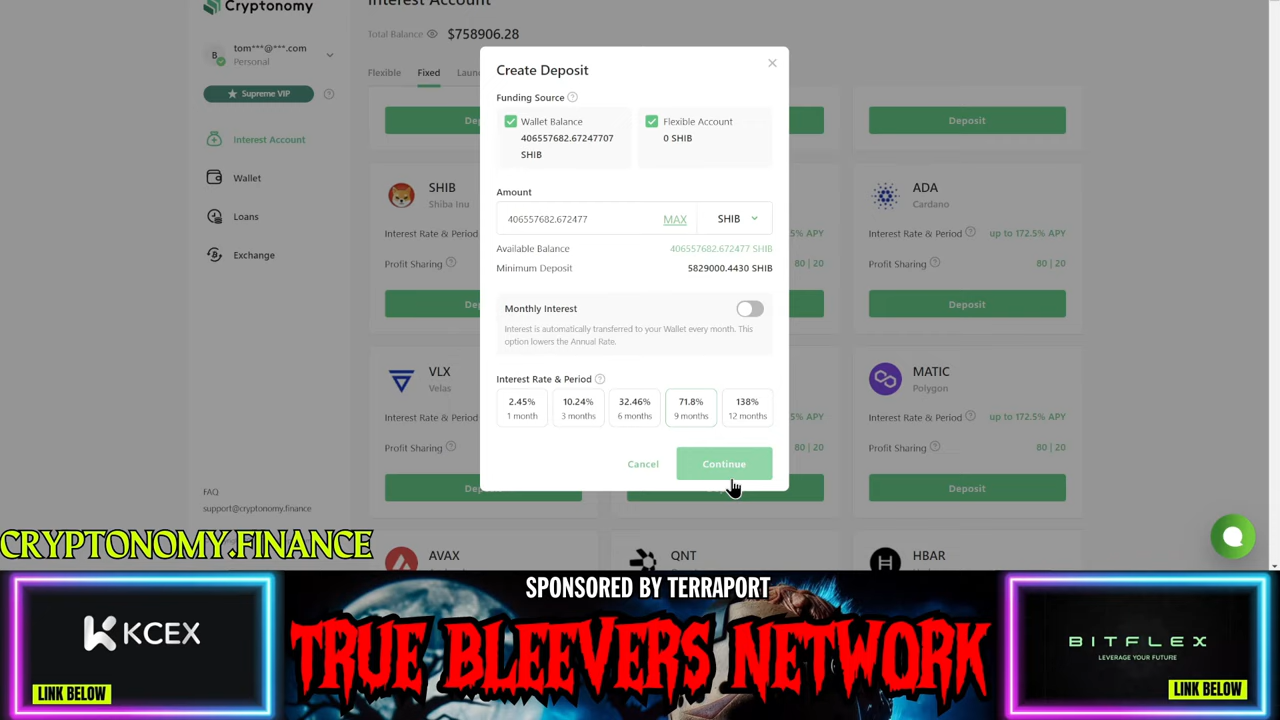 Cryptonomy
Interest Account
Total Balance $758906.28
B
tom***@***.com
Personal
Supreme VIP
Flexible Fixed
Interest Account
Wallet
Loans
Exchange
FAQ
support@cryptonomy.finance
Deposit
SHIB
Shiba Inu
Interest Rate & Period
Profit Sharing
ADA
Cardano
Interest Rate & Period up to 172.5% APY
Profit Sharing 80 | 20
Deposit
VLX
Velas
Interest Rate & Period
Profit Sharing
MATIC
Polygon
Interest Rate & Period up to 172.5% APY
Profit Sharing 80 | 20
Deposit
AVAX
QNT
HBAR
Create Deposit
Funding Source
Wallet Balance
406557682.67247707
SHIB
Flexible Account
0 SHIB
Amount
406557682.672477 MAX SHIB
Available Balance 406557682.672477 SHIB
Minimum Deposit 5829000.4430 SHIB
Monthly Interest
Interest is automatically transferred to your Wallet every month. This
option lowers the Annual Rate.
Interest Rate & Period
2.45%
1 month
10.24%
3 months
32.46%
6 months
71.8%
9 months
138%
12 months
Cancel Continue
CRYPTONOMY.FINANCE
KCEX
LINK BELOW
SPONSORED BY TERRAPORT
TRUE BLEEVERS NETWORK
BITFLEX
LEVERAGE YOUR FUTURE
LINK BELOW